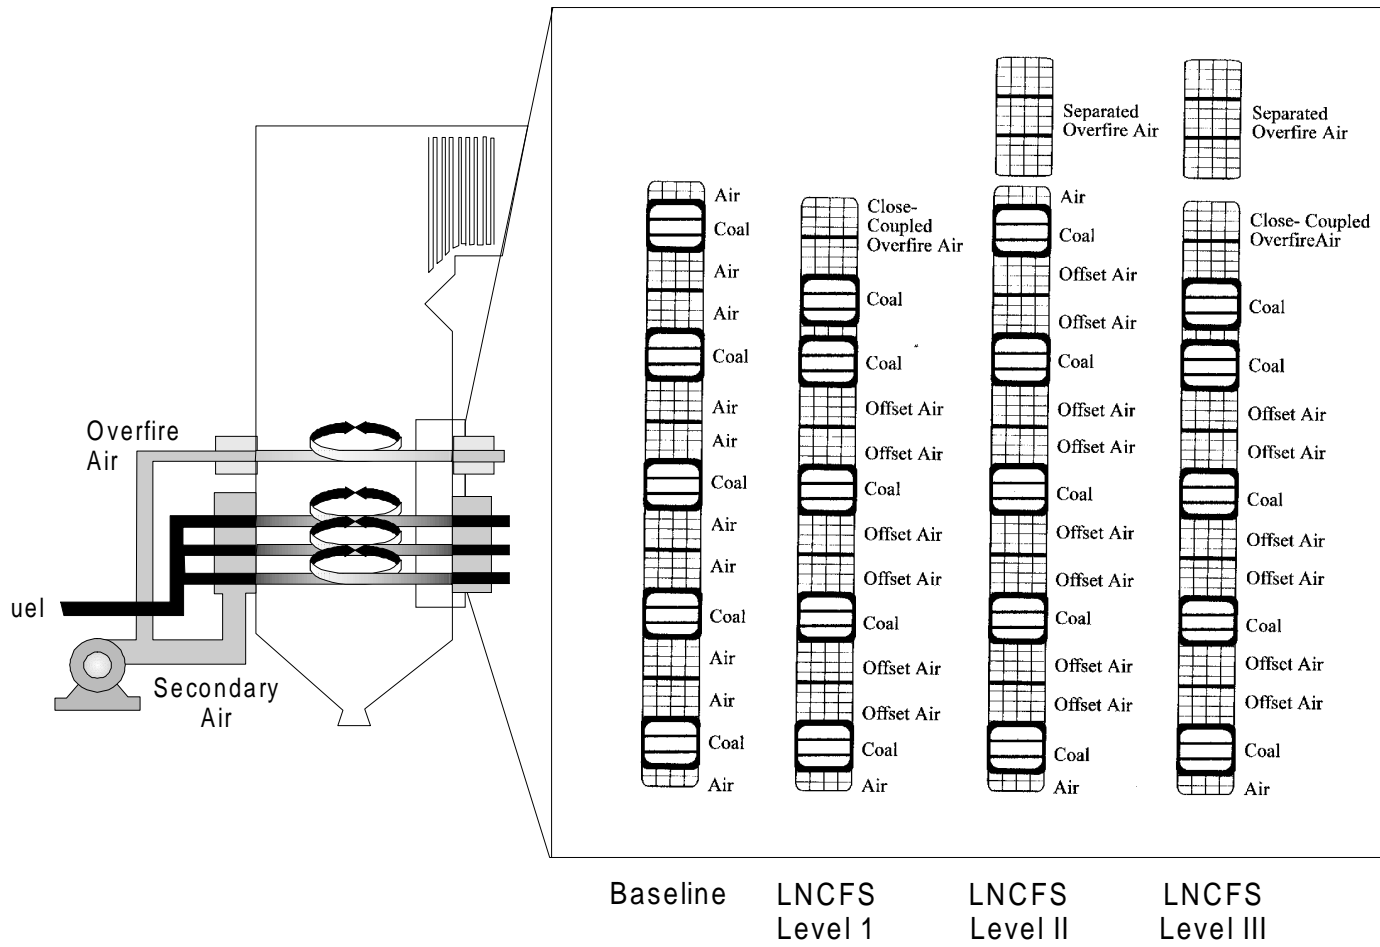 Overfire
Air
uel
Secondary
Air
Air
Coal
Air
Air
Coal
Air
Air
Coal
Air
Air
Coal
Air
Air
Coal
Air
Close-
Coupled
Overfire Air
Coal
Coal
Offset Air
Offset Air
Coal
Offset Air
Offset Air
Coal
Offset Air
Offset Air
Coal
Air
Separated
Overfire Air
Air
Coal
Offset Air
Offset Air
Coal
Offset Air
Offset Air
Coal
Offset Air
Offset Air
Coal
Offset Air
Offset Air
Coal
Air
Separated
Overfire Air
Close- Coupled
OverfireAir
Coal
Coal
Offset Air
Offset Air
Coal
Offset Air
Offset Air
Coal
Offset Air
Offset Air
Coal
Air
Baseline
LNCFS
Level 1
LNCFS
Level II
LNCFS
Level III